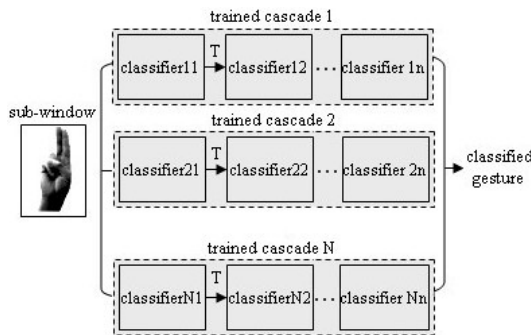 trained cascade 1
T
classifier11
classifier12
...
classifier 1n
sub-window
trained cascade 2
T
classifier21
classifier22
...
classifier 2n
classified
gesture
trained cascade N
T
classifierN1
classifierN2
...
classifier Nn